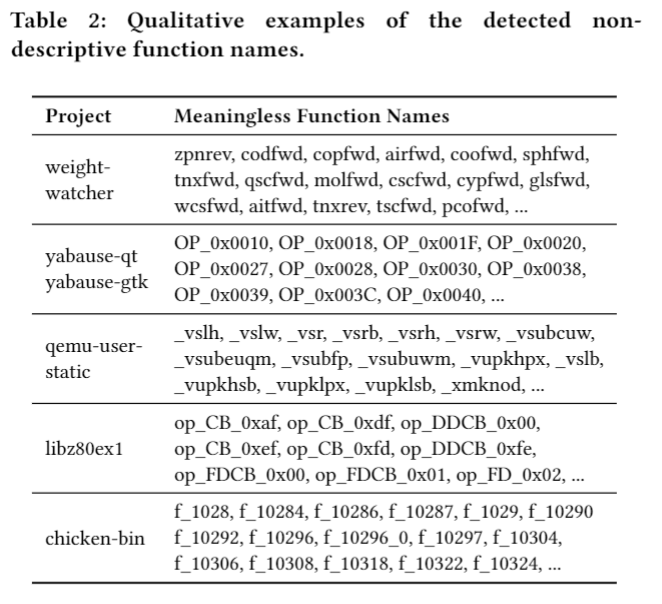 Table 2: Qualitative examples of the detected non-
descriptive function names.
Project Meaningless Function Names
weight-
watcher
zpnrev, codfwd, copfwd, airfwd, coofwd, sphfwd,
tnxfwd, qscfwd, molfwd, cscfwd, cypfwd, glsfwd,
wcsfwd, aitfwd, tnxrev, tscfwd, pcofwd, ...
yabause-qt
yabause-gtk
OP_0x0010, OP_0x0018, OP_0x001F, OP_0x0020,
OP_0x0027, OP_0x0028, OP_0x0030, OP_0x0038,
OP_0x0039, OP_0x003C, OP_0x0040, ...
qemu-user-
static
_vslh, _vslw, _vsr, _vsrb, _vsrh, _vsrw, _vsubcuw,
_vsubeuqm, _vsubfp, _vsubuwm, _vupkhpx, _vslb,
_vupkhsb, _vupklpx, _vupklsb, _xmknod, ...
libz80ex1
op_CB_0xaf, op_CB_0xdf, op_DDCB_0x00,
op_CB_0xef, op_CB_0xfd, op_DDCB_0xfe,
op_FDCB_0x00, op_FDCB_0x01, op_FD_0x02, ...
chicken-bin
f_1028, f_10284, f_10286, f_10287, f_1029, f_10290
f_10292, f_10296, f_10296_0, f_10297, f_10304,
f_10306, f_10308, f_10318, f_10322, f_10324, ...